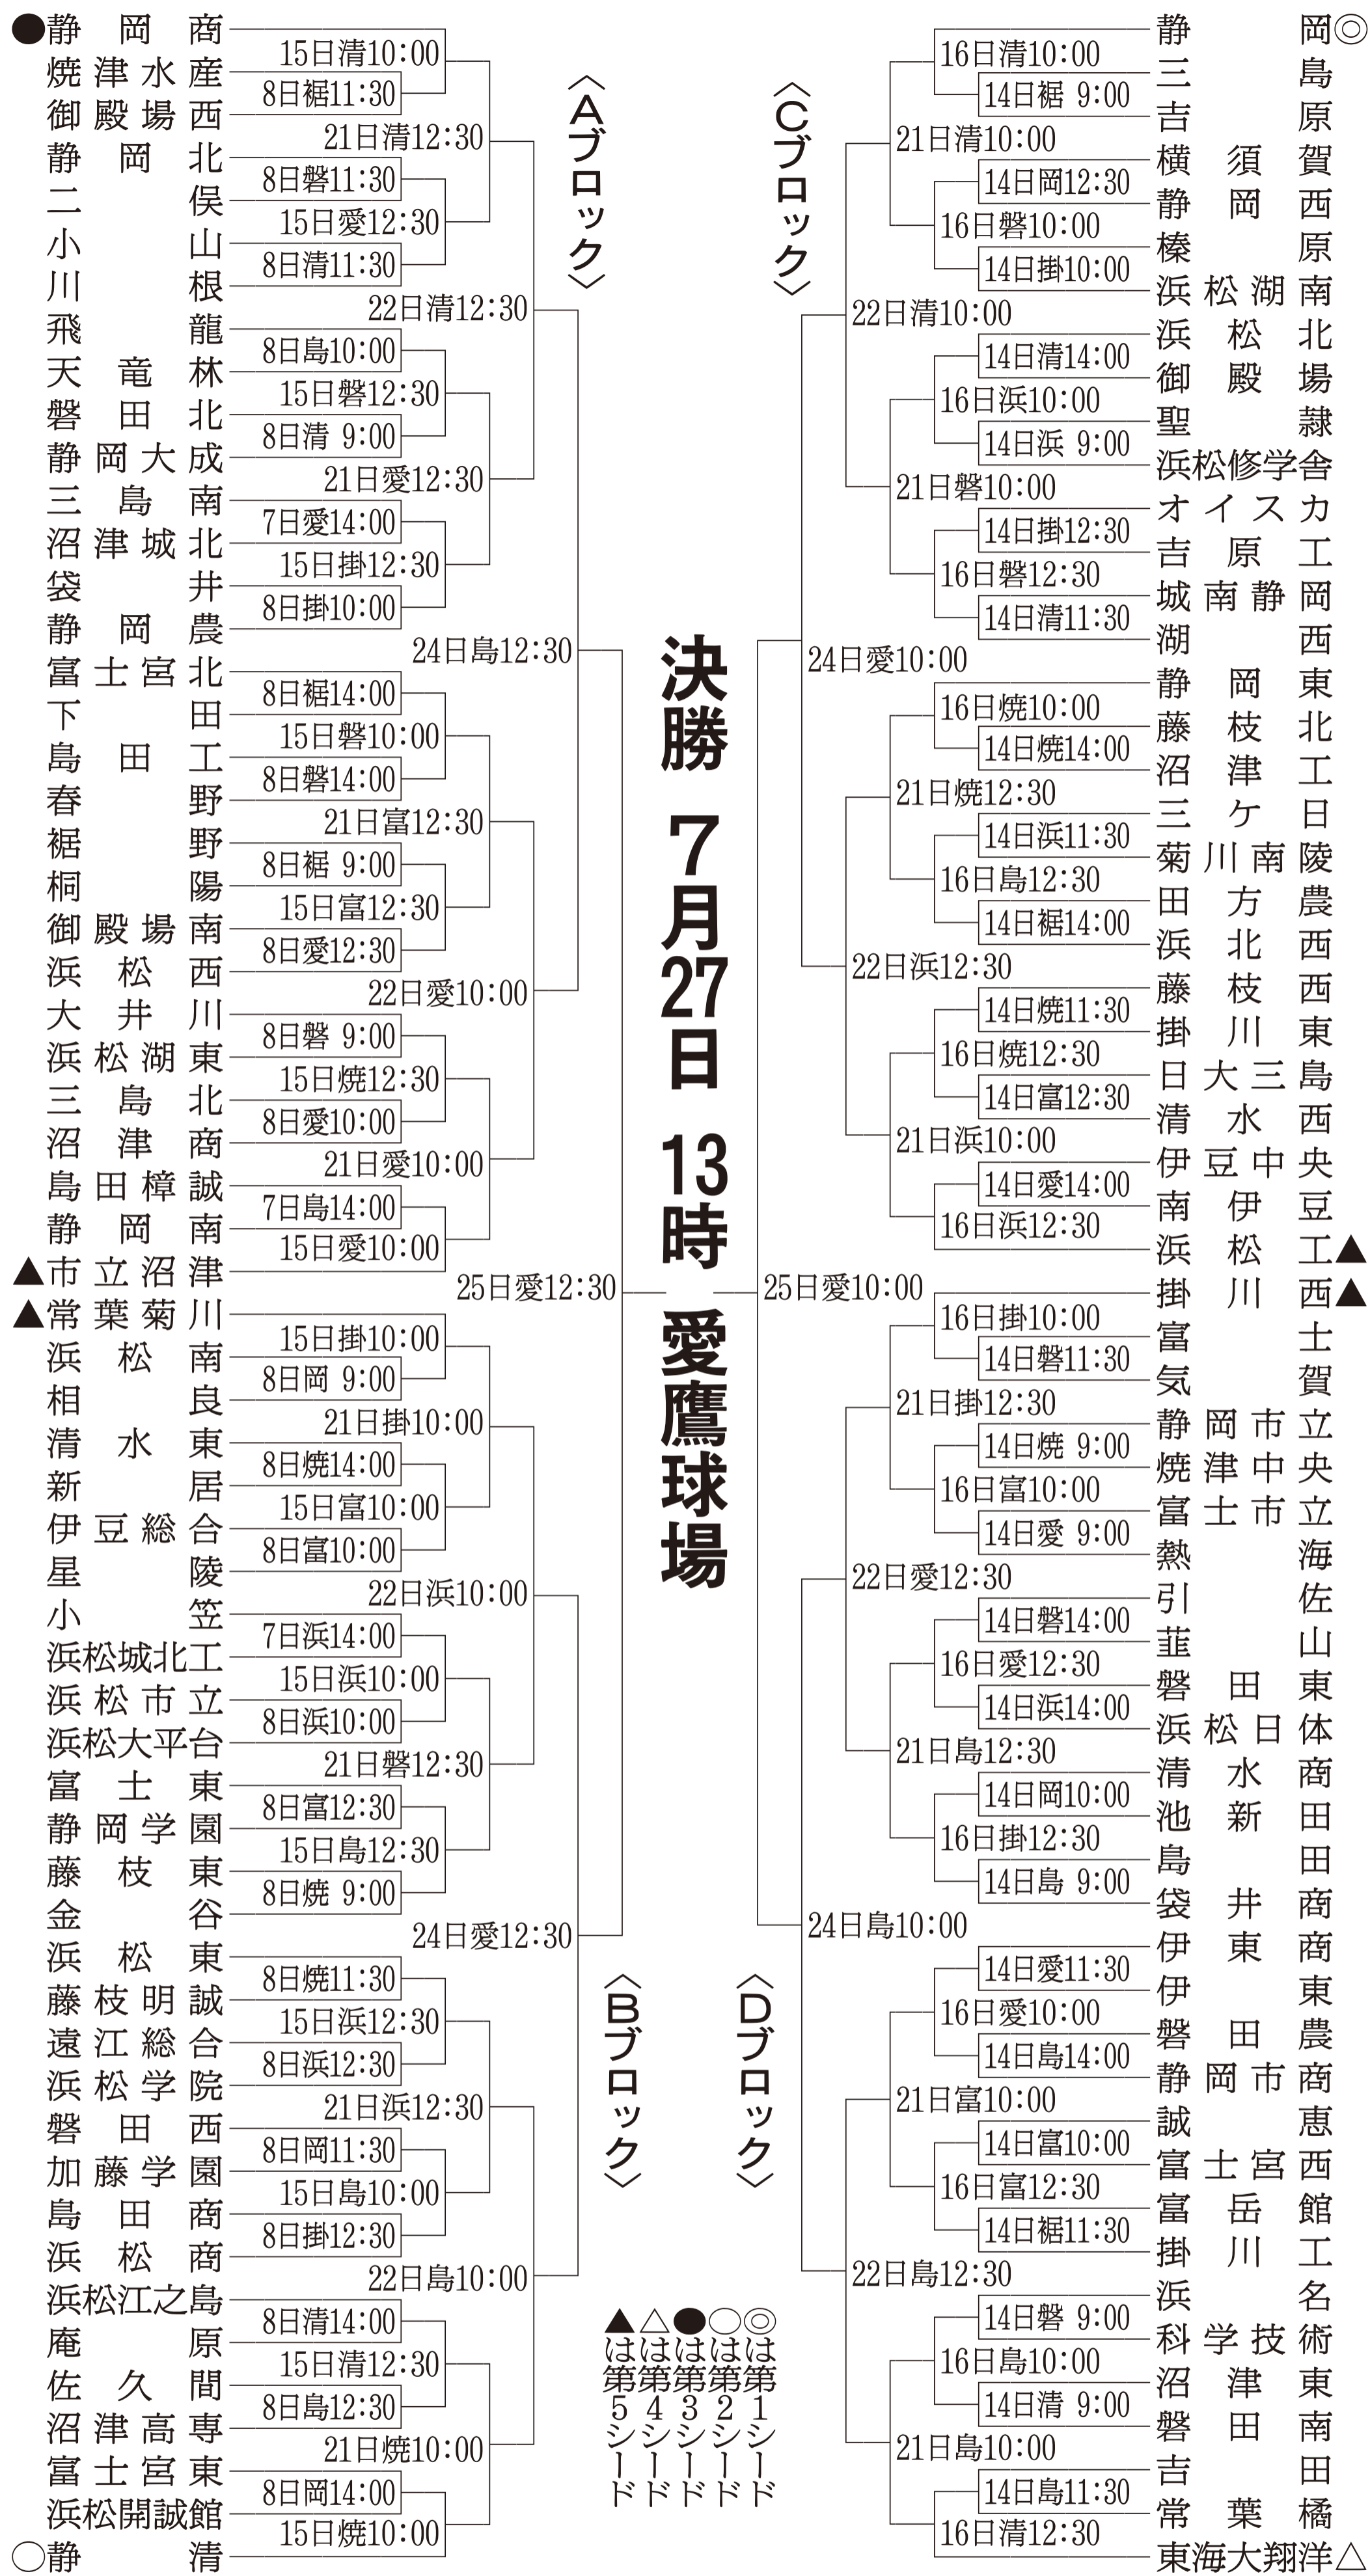 ●静岡商
焼津水産
御殿場西
静岡北
二俣
小山
川根
飛龍
天竜林
磐田北
静岡大成
三島南
沼津城北
袋井
静岡農
富士宮北
下田
島田工
春野
裾野
桐陽
御殿場南
浜松西
大井川
浜松湖東
三島北
沼津商
島田樟誠
静岡南
▲市立沼津
▲常葉菊川
浜松南
相良
清水東
新居
伊豆総合
星陵
小笠
浜松城北工
浜松市立
浜松大平台
富士東
静岡学園
藤枝東
金谷
浜松東
藤枝明誠
遠江総合
浜松学院
磐田西
加藤学園
島田商
浜松商
浜松江之島
庵原
佐久間
沼津高専
富士宮東
浜松開誠館
○静清
15日清10:00
8日裾11:30
21日清12:30
8日磐11:30
15日愛12:30
8日清11:30
22日清12:30
8日島10:00
15日磐12:30
8日清 9:00
21日愛12:30
7日愛14:00
15日掛12:30
8日掛10:00
24日島12:30
8日裾14:00
15日磐10:00
8日磐14:00
21日富12:30
8日裾 9:00
15日富12:30
8日愛12:30
22日愛10:00
8日磐 9:00
15日焼12:30
8日愛10:00
21日愛10:00
7日島14:00
15日愛10:00
25日愛12:30
15日掛10:00
8日岡 9:00
21日掛10:00
8日焼14:00
15日富10:00
8日富10:00
22日浜10:00
7日浜14:00
15日浜10:00
8日浜10:00
21日磐12:30
8日富12:30
15日島12:30
8日焼 9:00
24日愛12:30
8日焼11:30
15日浜12:30
8日浜12:30
21日浜12:30
8日岡11:30
15日島10:00
8日掛12:30
22日島10:00
8日清14:00
15日清12:30
8日島12:30
21日焼10:00
8日岡14:00
15日焼10:00
〈Aブロック〉
〈Bブロック〉
決勝 7月27日 13時 愛鷹球場
〈Cブロック〉
〈Dブロック〉
◎は第1シード
○は第2シード
●は第3シード
△は第4シード
▲は第5シード
16日清10:00
14日裾 9:00
21日清10:00
14日岡12:30
16日磐10:00
14日掛10:00
22日清10:00
14日清14:00
16日浜10:00
14日浜 9:00
21日磐10:00
14日掛12:30
16日磐12:30
14日清11:30
24日愛10:00
16日焼10:00
14日焼14:00
21日焼12:30
14日浜11:30
16日島12:30
14日裾14:00
22日浜12:30
14日焼11:30
16日焼12:30
14日富12:30
21日浜10:00
14日愛14:00
16日浜12:30
25日愛10:00
16日掛10:00
14日磐11:30
21日掛12:30
14日焼 9:00
16日富10:00
14日愛 9:00
22日愛12:30
14日磐14:00
16日愛12:30
14日浜14:00
21日島12:30
14日岡10:00
16日掛12:30
14日島 9:00
24日島10:00
14日愛11:30
16日愛10:00
14日島14:00
21日富10:00
14日富10:00
16日富12:30
14日裾11:30
22日島12:30
14日磐 9:00
16日島10:00
14日清 9:00
21日島10:00
14日島11:30
16日清12:30
静岡◎
三島
吉原
横須賀
静岡西
榛原
浜松湖南
浜松北
御殿場
聖隷
浜松修学舎
オイスカ
吉原工
城南静岡
湖西
静岡東
藤枝北
沼津工
三ケ日
菊川南陵
田方農
浜北西
藤枝西
掛川東
日大三島
清水西
伊豆中央
南伊豆
浜松工▲
掛川西▲
富士
気賀
静岡市立
焼津中央
富士市立
熱海
引佐
韮山
磐田東
浜松日体
清水商
池新田
島田
袋井商
伊東商
伊東
磐田農
静岡市商
誠恵
富士宮西
富岳館
掛川工
浜名
科学技術
沼津東
磐田南
吉田
常葉橘
東海大翔洋△